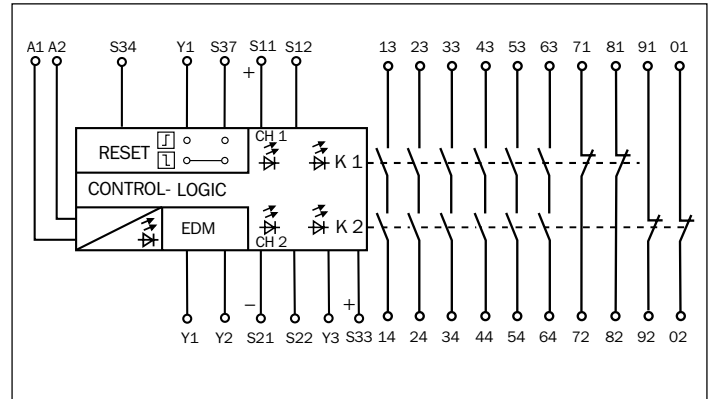 A1 A2 S34 Y1 S37 S11 S12 13 23 33 43 53 63 71 81 91 01
+
CH 1
RESET
K 1
CONTROL- LOGIC
EDM
K 2
CH 2
− +
Y1 Y2 S21 S22 Y3 S33 14 24 34 44 54 64 72 82 92 02